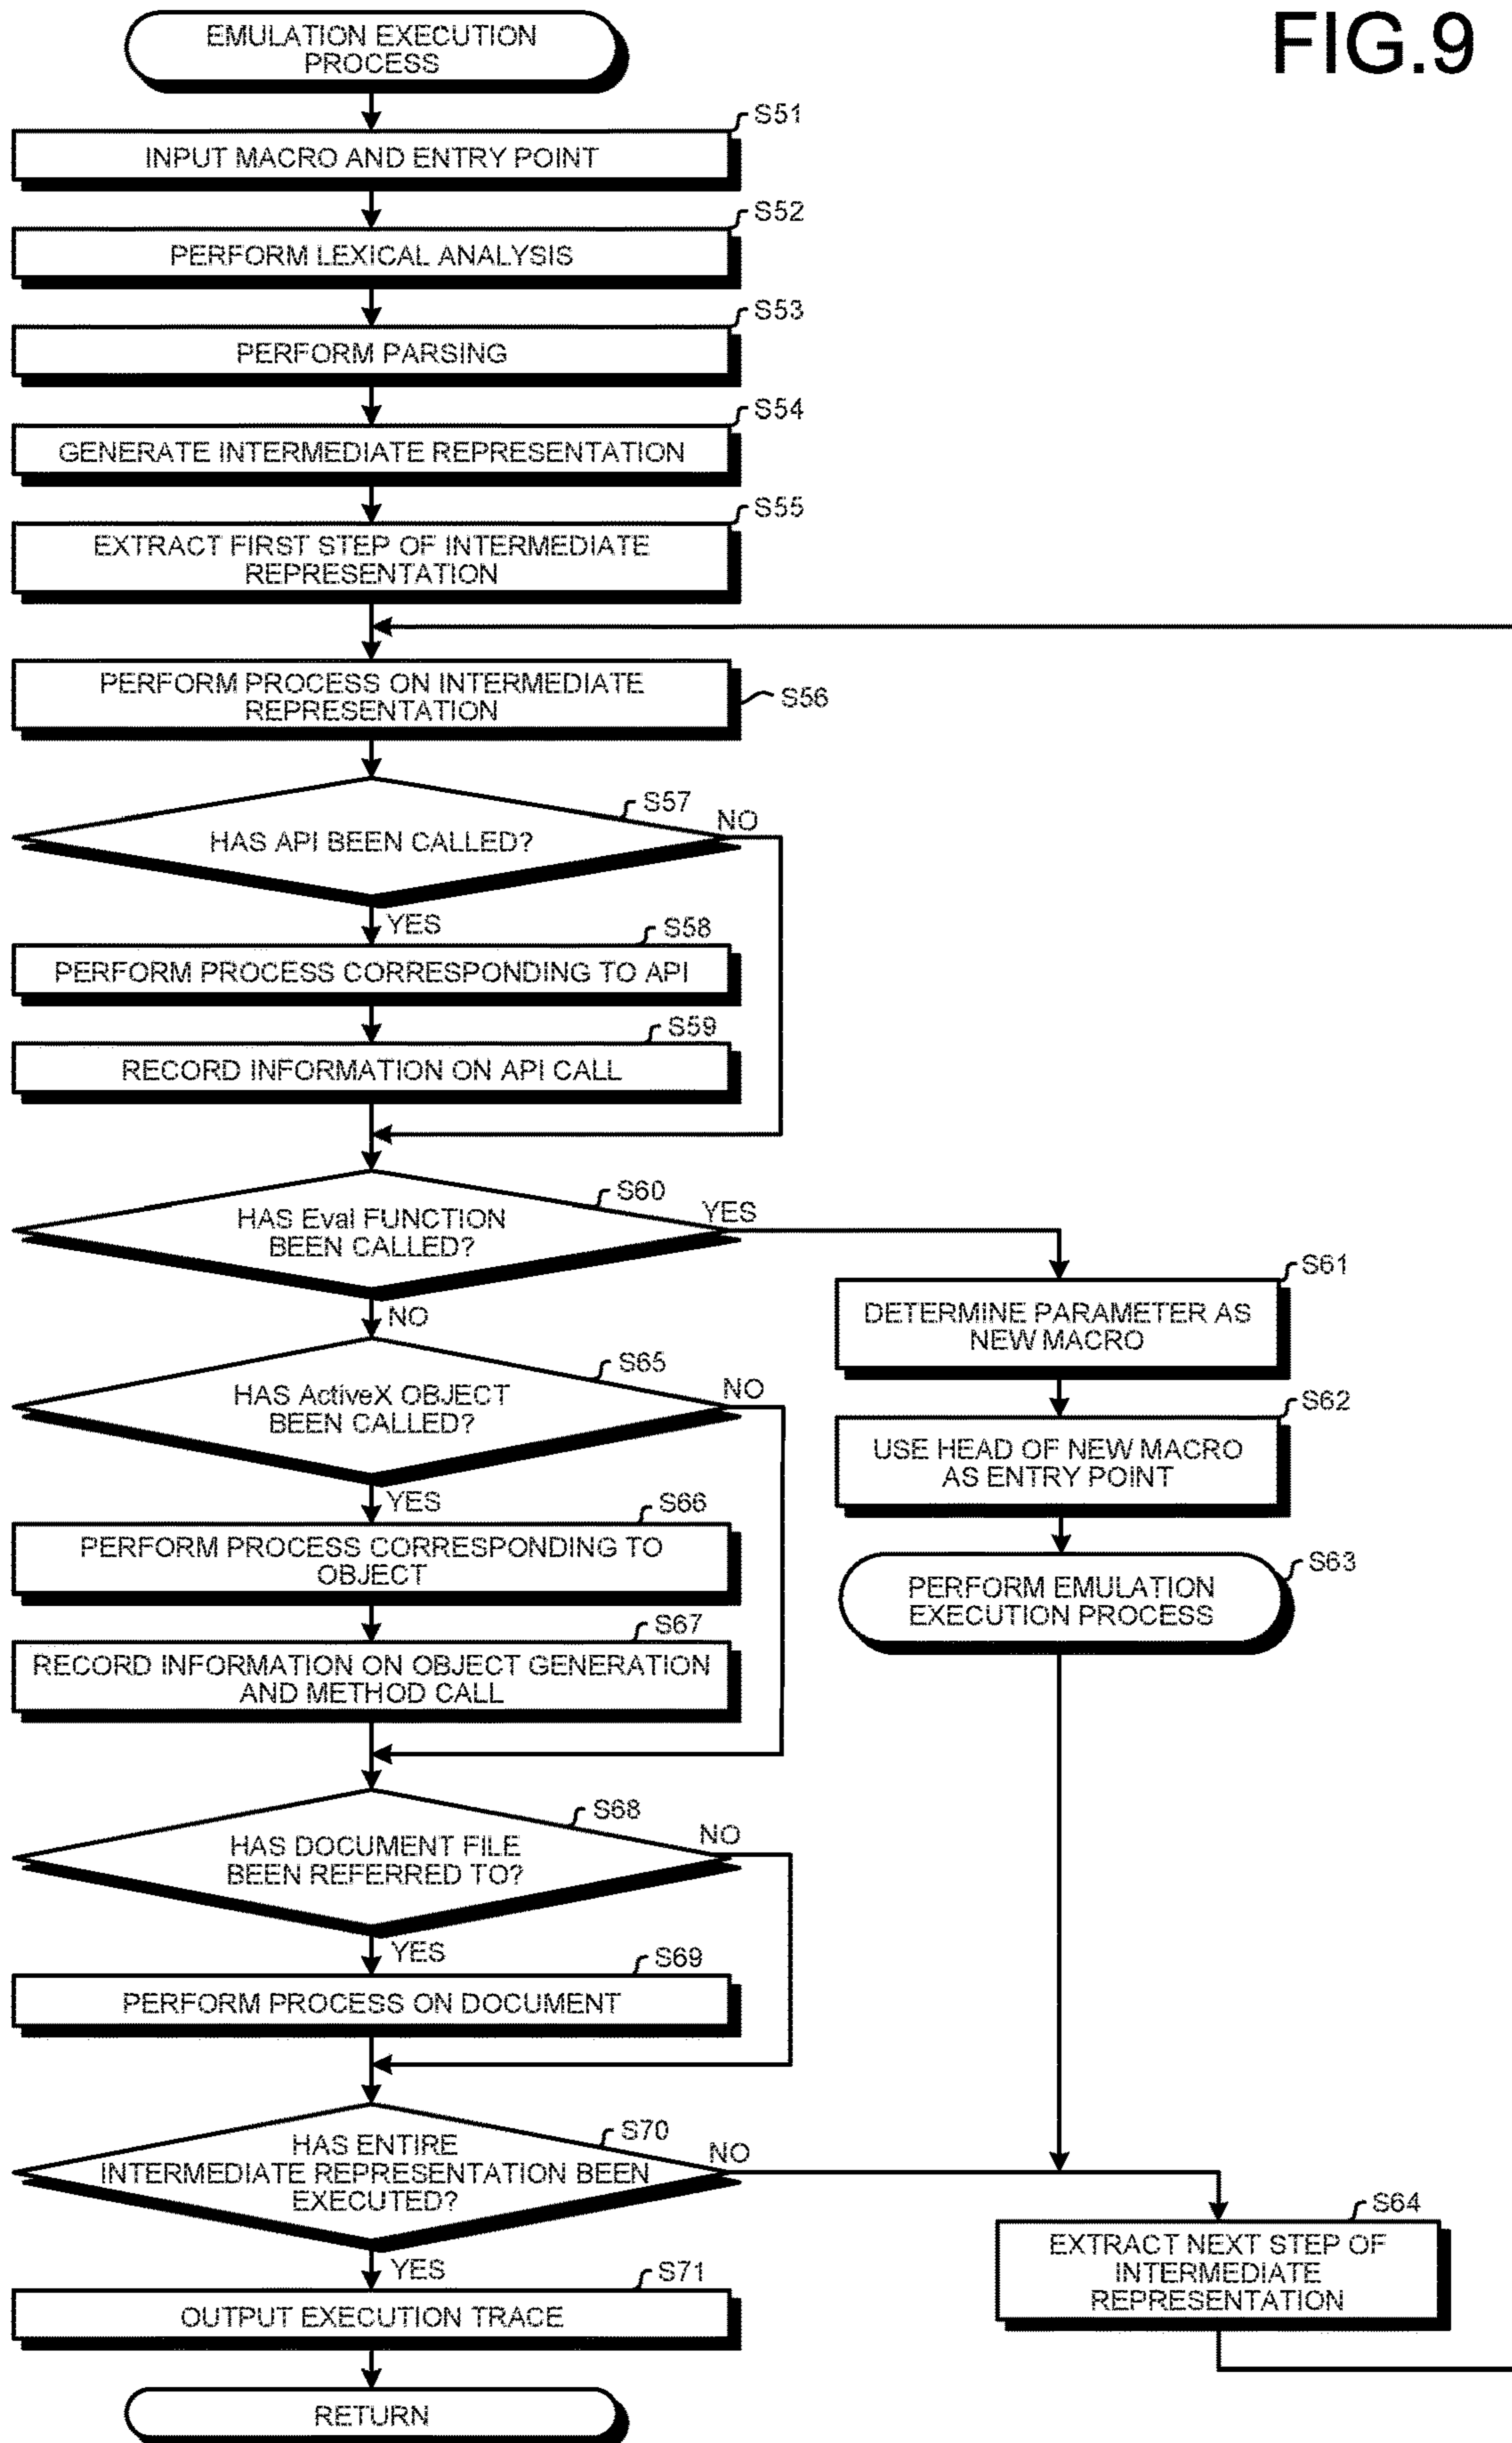 FIG.9
EMULATION EXECUTION
PROCESS
S51
INPUT MACRO AND ENTRY POINT
S52
PERFORM LEXICAL ANALYSIS
S53
PERFORM PARSING
S54
GENERATE INTERMEDIATE REPRESENTATION
S55
EXTRACT FIRST STEP OF INTERMEDIATE
REPRESENTATION
PERFORM PROCESS ON INTERMEDIATE
REPRESENTATION
S56
S57
HAS API BEEN CALLED?
NO
YES
S58
PERFORM PROCESS CORRESPONDING TO API
S59
RECORD INFORMATION ON API CALL
S60
HAS Eval FUNCTION
BEEN CALLED?
YES
NO
S61
DETERMINE PARAMETER AS
NEW MACRO
S62
USE HEAD OF NEW MACRO
AS ENTRY POINT
S63
PERFORM EMULATION
EXECUTION PROCESS
S65
HAS ActiveX OBJECT
BEEN CALLED?
NO
YES
S66
PERFORM PROCESS CORRESPONDING TO
OBJECT
S67
RECORD INFORMATION ON OBJECT GENERATION
AND METHOD CALL
S68
HAS DOCUMENT FILE
BEEN REFERRED TO?
NO
YES
S69
PERFORM PROCESS ON DOCUMENT
S70
HAS ENTIRE
INTERMEDIATE REPRESENTATION BEEN
EXECUTED?
NO
YES
S64
EXTRACT NEXT STEP OF
INTERMEDIATE
REPRESENTATION
S71
OUTPUT EXECUTION TRACE
RETURN